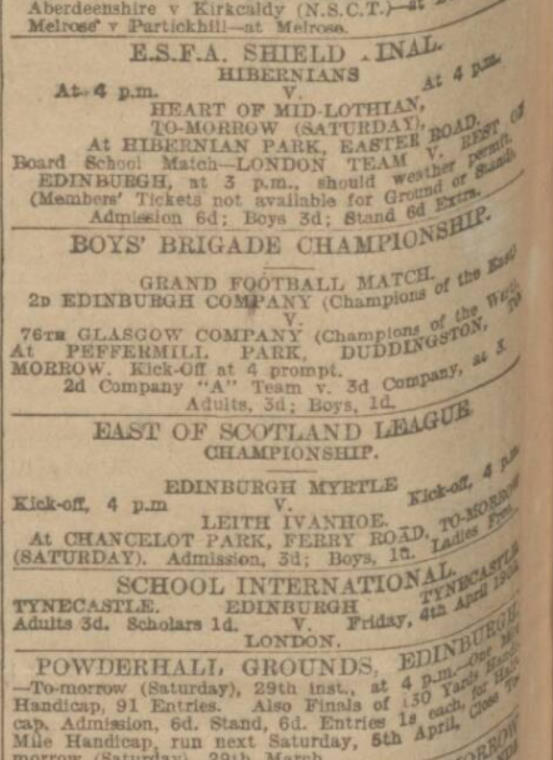 Aberdeenshire v Kirkcaldy (N.S.C.T.)—at
Melrose v Partickhill—at Melrose.
E.S.F.A. SHIELD INAL.
HIBERNIANS
At 4 p.m. V. At 4 p.m.
HEART OF MID-LOTHIAN,
TO-MORROW (SATURDAY),
At HIBERNIAN PARK, EASTER ROAD.
Board School Match—LONDON TEAM V. REST OF
EDINBURGH, at 3 p.m., should weather permit.
(Members' Tickets not available for Ground or Stand.
Admission 6d; Boys 3d; Stand 6d Extra.
BOYS' BRIGADE CHAMPIONSHIP.
GRAND FOOTBALL MATCH.
2D EDINBURGH COMPANY (Champions of the East)
V.
76TH GLASGOW COMPANY (Champions of the West),
At PEFFERMILL PARK, DUDDINGSTON, TO
MORROW. Kick-Off at 4 prompt.
2d Company "A" Team v. 3d Company, at 3.
Adults, 3d; Boys, 1d.
EAST OF SCOTLAND LEAGUE
CHAMPIONSHIP.
EDINBURGH MYRTLE
Kick-off, 4 p.m V. Kick-off, 4 p.m
LEITH IVANHOE.
At CHANCELOT PARK, FERRY ROAD, TO-MORROW
(SATURDAY). Admission, 3d; Boys, 1d. Ladies Free.
SCHOOL INTERNATIONAL.
TYNECASTLE. EDINBURGH TYNECASTLE
Adults 3d. Scholars 1d. V. Friday, 4th April
LONDON.
POWDERHALL GROUNDS, EDINBURGH.
—To-morrow (Saturday), 29th inst., at 4 p.m.—One Mile
Handicap, 91 Entries. Also Finals of 130 Yards Handi-
cap. Admission, 6d. Stand, 6d. Entries 1s each, for Half
Mile Handicap, run next Saturday, 5th April, Close To-
morrow (Saturday), 29th March.
MORROW